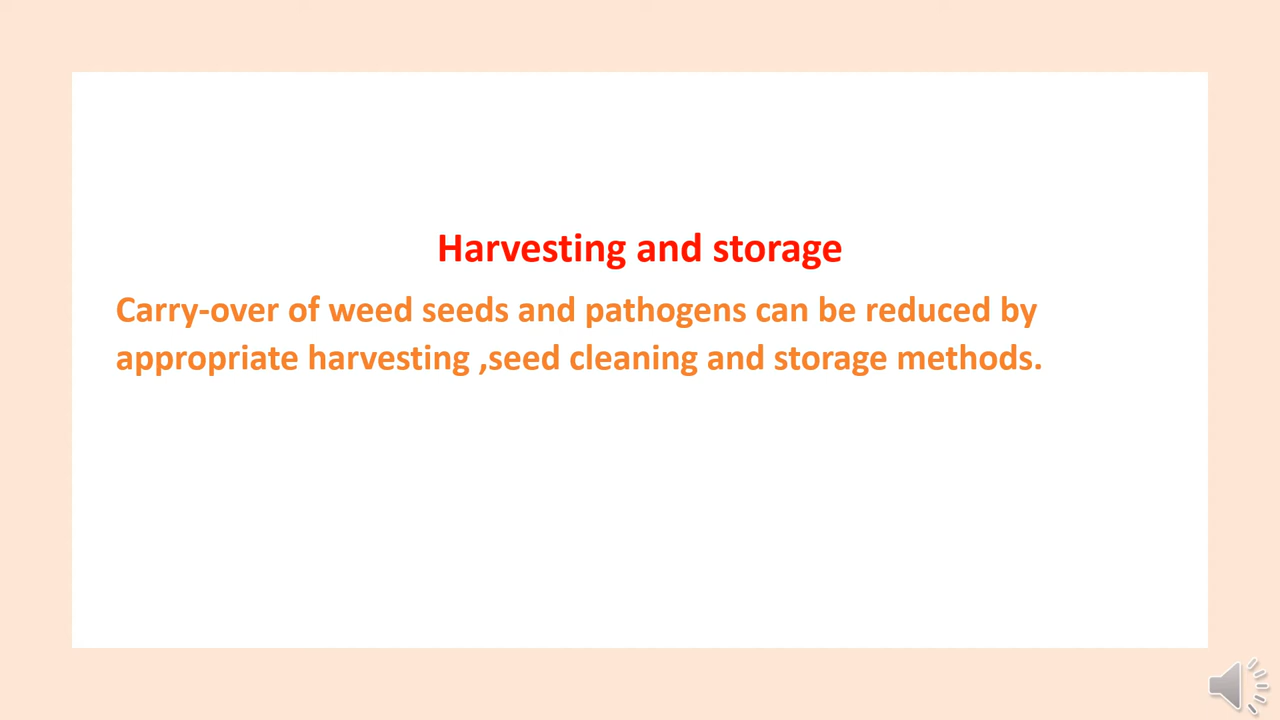 Harvesting and storage
Carry-over of weed seeds and pathogens can be reduced by
appropriate harvesting ,seed cleaning and storage methods.